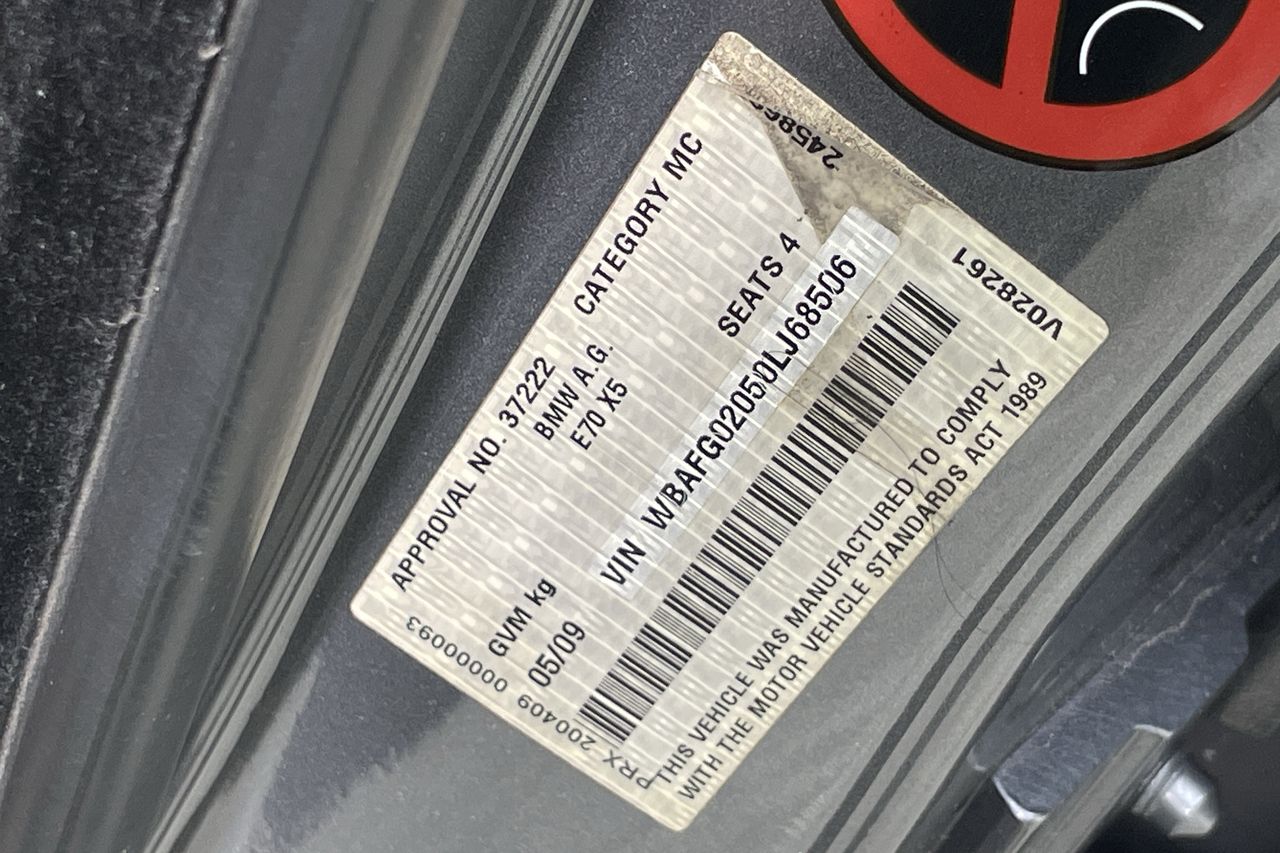 APPROVAL NO. 37222 CATEGORY MC
BMW A.G.
E70 X5
GVM kg SEATS 4
05/09
VIN WBAFG02050LJ68506
THIS VEHICLE WAS MANUFACTURED TO COMPLY
WITH THE MOTOR VEHICLE STANDARDS ACT 1989
PRX 200409 00000093
V028261